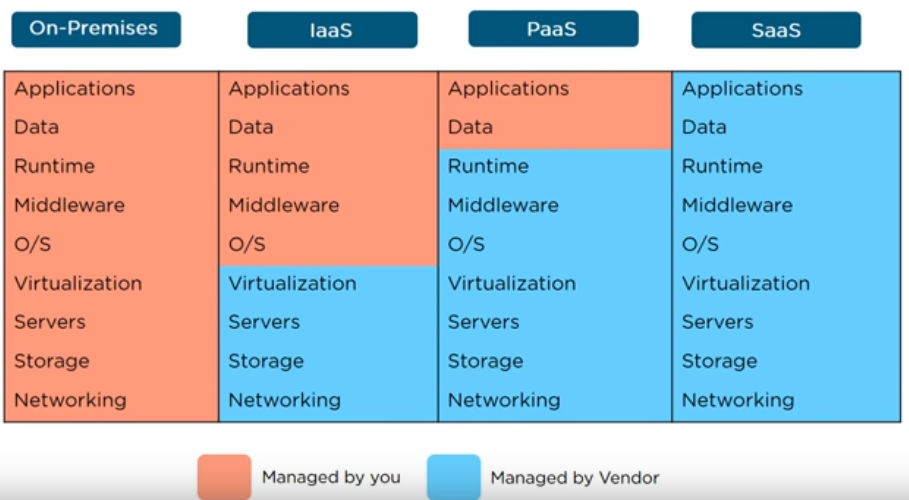 On-Premises IaaS PaaS SaaS
Applications Applications Applications Applications
Data Data Data Data
Runtime Runtime Runtime Runtime
Middleware Middleware Middleware Middleware
O/S O/S O/S O/S
Virtualization Virtualization Virtualization Virtualization
Servers Servers Servers Servers
Storage Storage Storage Storage
Networking Networking Networking Networking
Managed by you Managed by Vendor